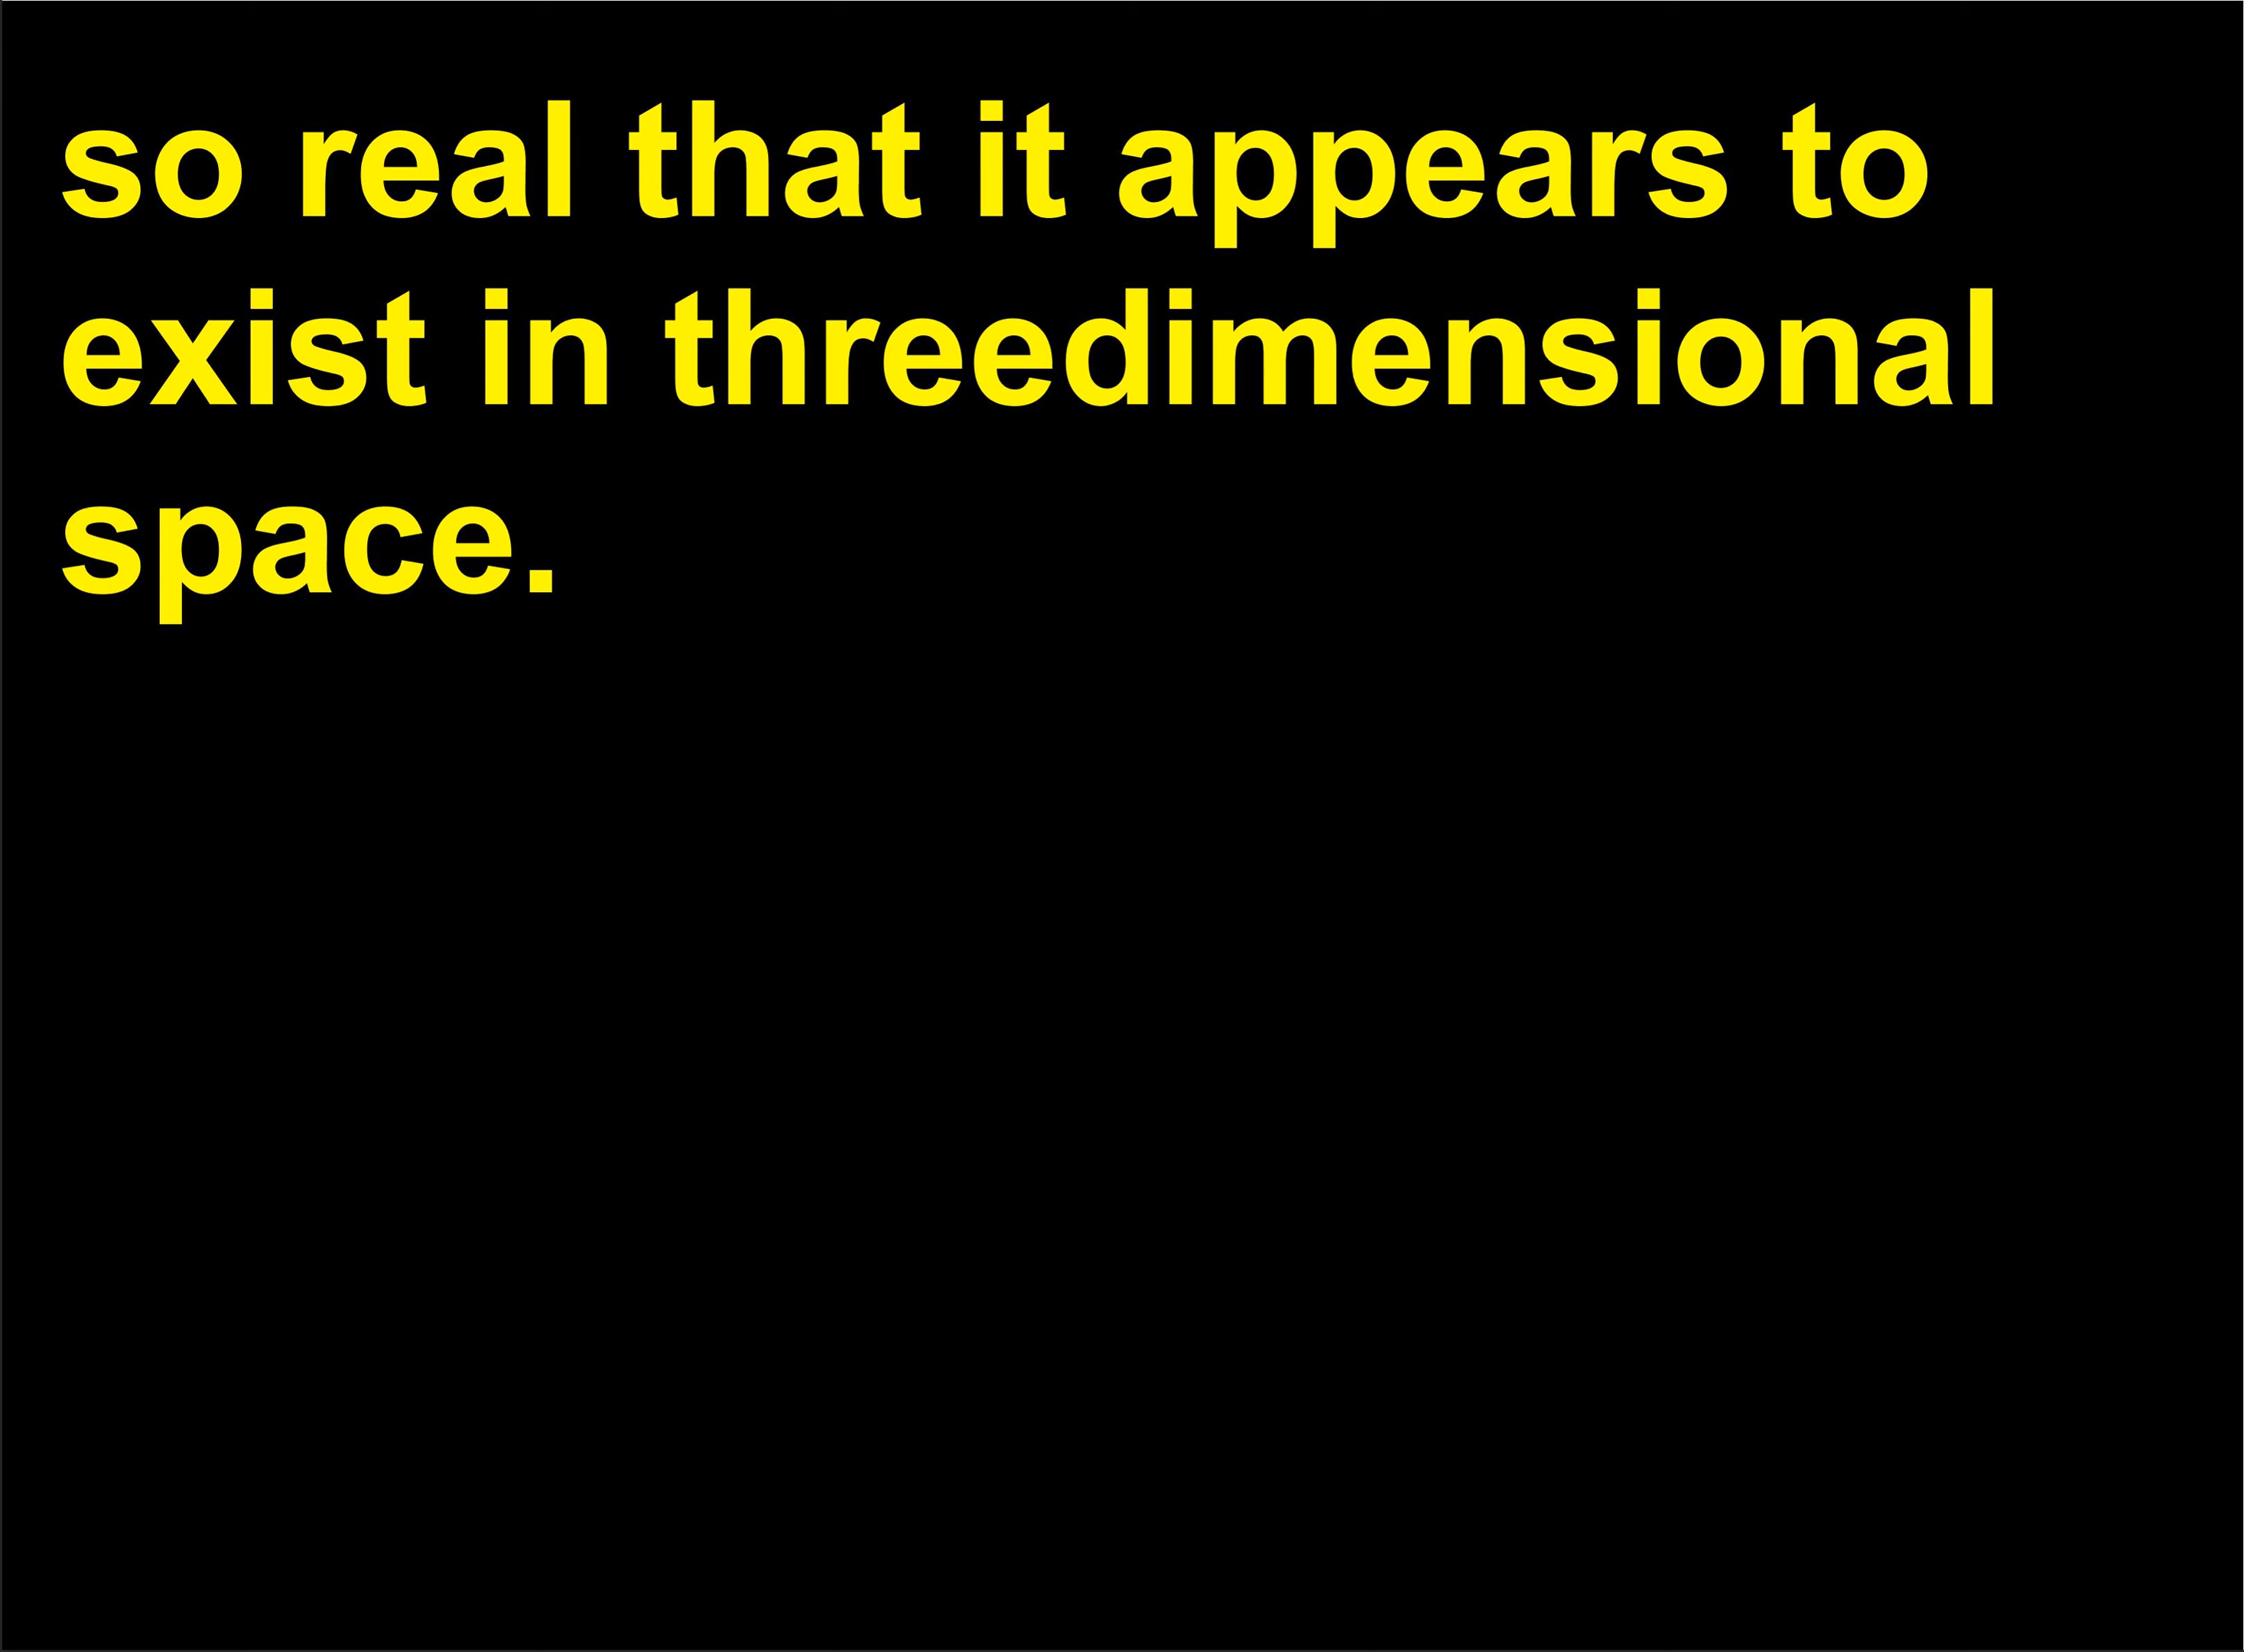 so real that it appears to
exist in threedimensional
space.